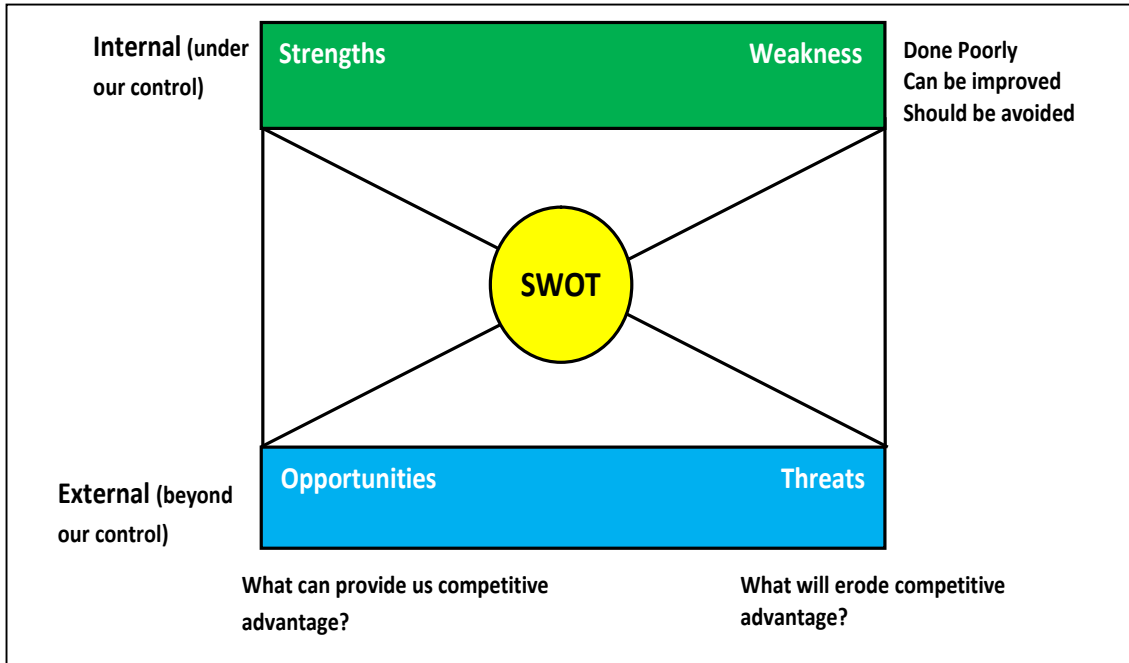 Internal (under
our control)
Strengths
Weakness
Done Poorly
Can be improved
Should be avoided
SWOT
Opportunities
Threats
External (beyond
our control)
What can provide us competitive
advantage?
What will erode competitive
advantage?